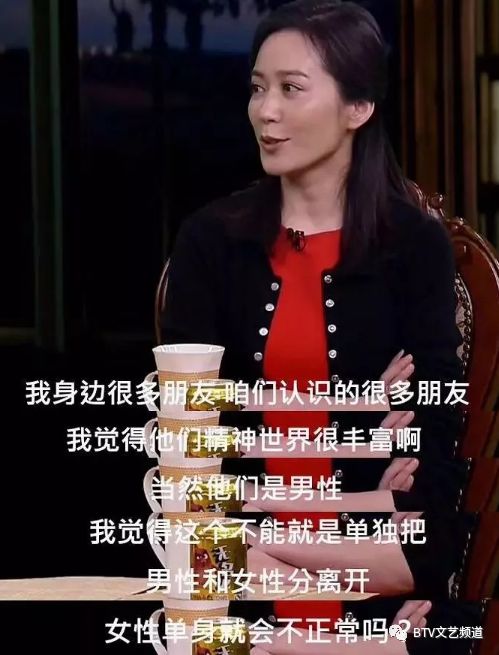 我身边很多朋友 咱们认识的很多朋友
我觉得他们精神世界很丰富啊
当然他们是男性
我觉得这个不能就是单独把
男性和女性分离开
女性单身就会不正常吗?
BTV文艺频道